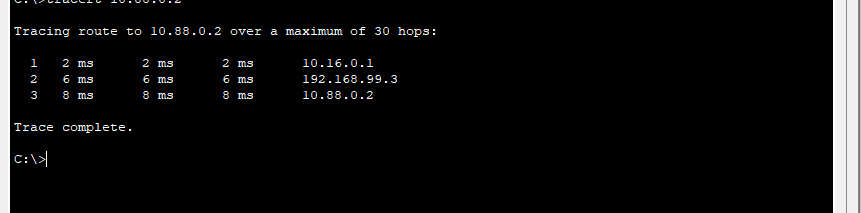 C:\>tracert 10.88.0.2
Tracing route to 10.88.0.2 over a maximum of 30 hops:
1 2 ms 2 ms 2 ms 10.16.0.1
2 6 ms 6 ms 6 ms 192.168.99.3
3 8 ms 8 ms 8 ms 10.88.0.2
Trace complete.
C:\>